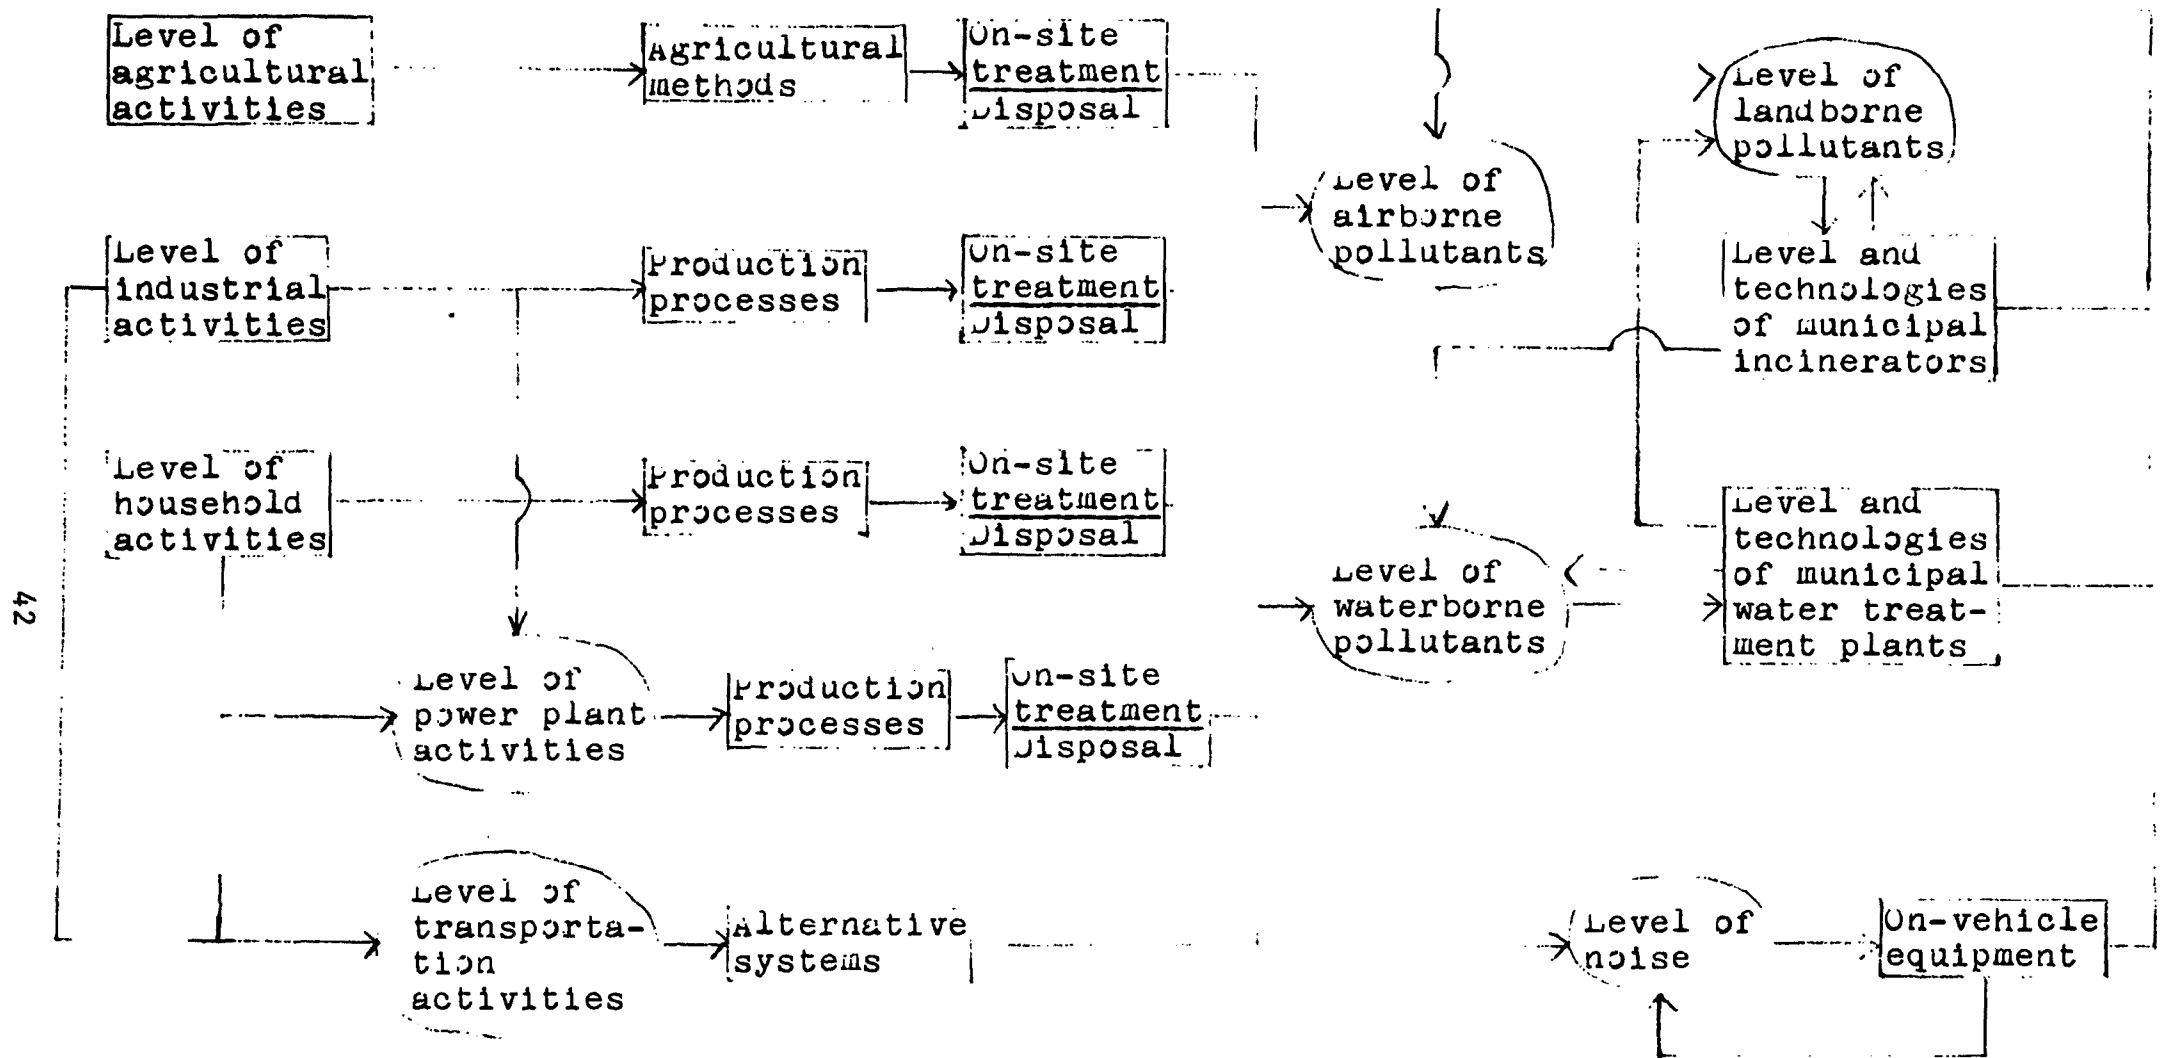 Level of
agricultural
activities
Agricultural
methods
On-site
treatment
Disposal
Level of
airborne
pollutants
Level of
landborne
pollutants
Level of
industrial
activities
Production
processes
On-site
treatment
Disposal
Level and
technologies
of municipal
incinerators
Level of
household
activities
Production
processes
On-site
treatment
Disposal
Level of
waterborne
pollutants
Level and
technologies
of municipal
water treat-
ment plants
Level of
power plant
activities
Production
processes
On-site
treatment
Disposal
Level of
transporta-
tion
activities
Alternative
systems
Level of
noise
On-vehicle
equipment
42